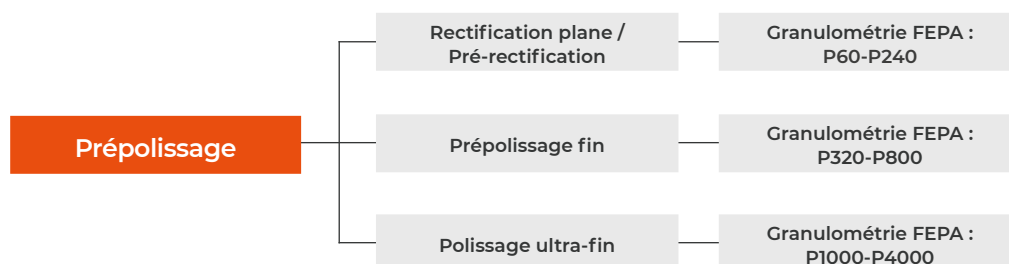 Prépolissage
Rectification plane /
Pré-rectification
Granulométrie FEPA :
P60-P240
Prépolissage fin
Granulométrie FEPA :
P320-P800
Polissage ultra-fin
Granulométrie FEPA :
P1000-P4000